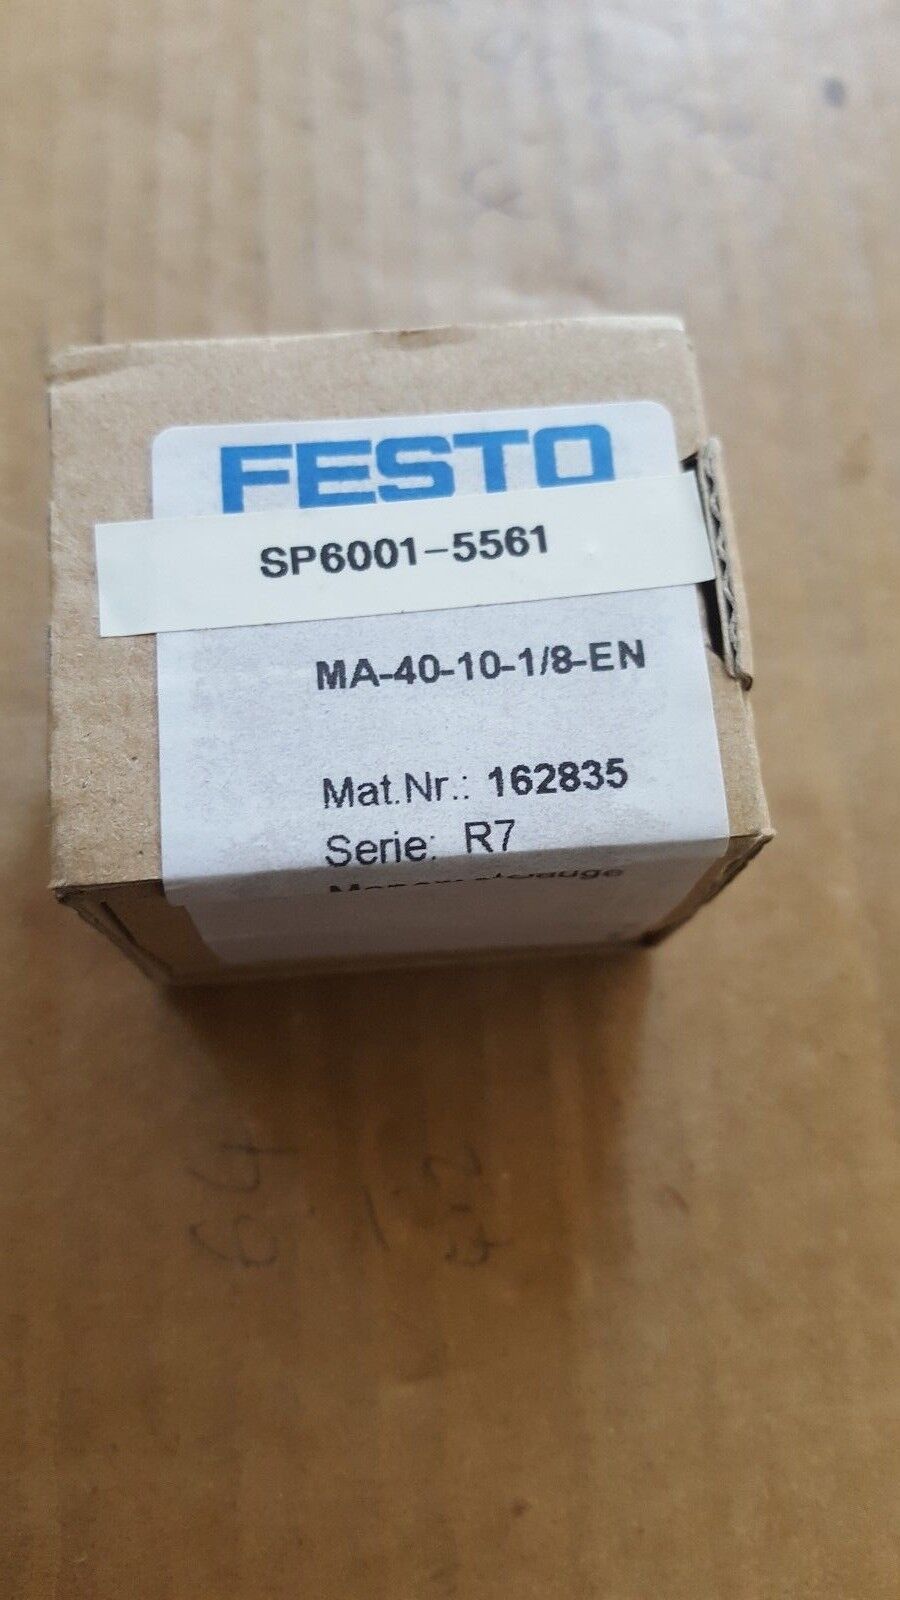 FESTO
SP6001-5561
MA-40-10-1/8-EN
Mat.Nr.: 162835
Serie: R7